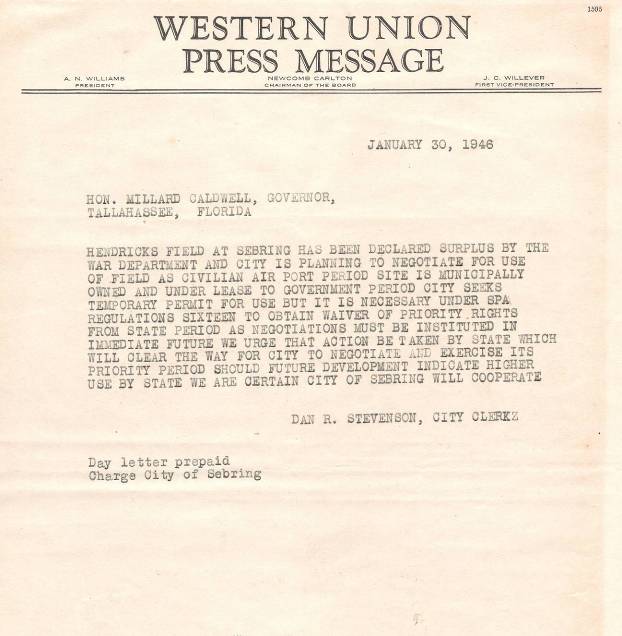 1505
WESTERN UNION
PRESS MESSAGE
A. N. WILLIAMS
PRESIDENT
NEWCOMB CARLTON
CHAIRMAN OF THE BOARD
J. C. WILLEVER
FIRST VICE-PRESIDENT
JANUARY 30, 1946
HON. MILLARD CALDWELL, GOVERNOR,
TALLAHASSEE, FLORIDA
HENDRICKS FIELD AT SEBRING HAS BEEN DECLARED SURPLUS BY THE
WAR DEPARTMENT AND CITY IS PLANNING TO NEGOTIATE FOR USE
OF FIELD AS CIVILIAN AIR PORT PERIOD SITE IS MUNICIPALLY
OWNED AND UNDER LEASE TO GOVERNMENT PERIOD CITY SEEKS
TEMPORARY PERMIT FOR USE BUT IT IS NECESSARY UNDER SPA
REGULATIONS SIXTEEN TO OBTAIN WAIVER OF PRIORITY RIGHTS
FROM STATE PERIOD AS NEGOTIATIONS MUST BE INSTITUTED IN
IMMEDIATE FUTURE WE URGE THAT ACTION BE TAKEN BY STATE WHICH
WILL CLEAR THE WAY FOR CITY TO NEGOTIATE AND EXERCISE ITS
PRIORITY PERIOD SHOULD FUTURE DEVELOPMENT INDICATE HIGHER
USE BY STATE WE ARE CERTAIN CITY OF SEBRING WILL COOPERATE
DAN R. STEVENSON, CITY CLERKZ
Day letter prepaid
Charge City of Sebring